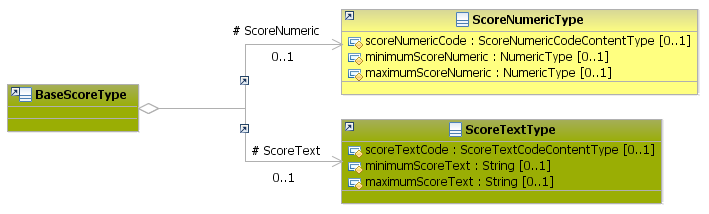 BaseScoreType
# ScoreNumeric
0..1
ScoreNumericType
scoreNumericCode : ScoreNumericCodeContentType [0..1]
minimumScoreNumeric : NumericType [0..1]
maximumScoreNumeric : NumericType [0..1]
# ScoreText
0..1
ScoreTextType
scoreTextCode : ScoreTextCodeContentType [0..1]
minimumScoreText : String [0..1]
maximumScoreText : String [0..1]